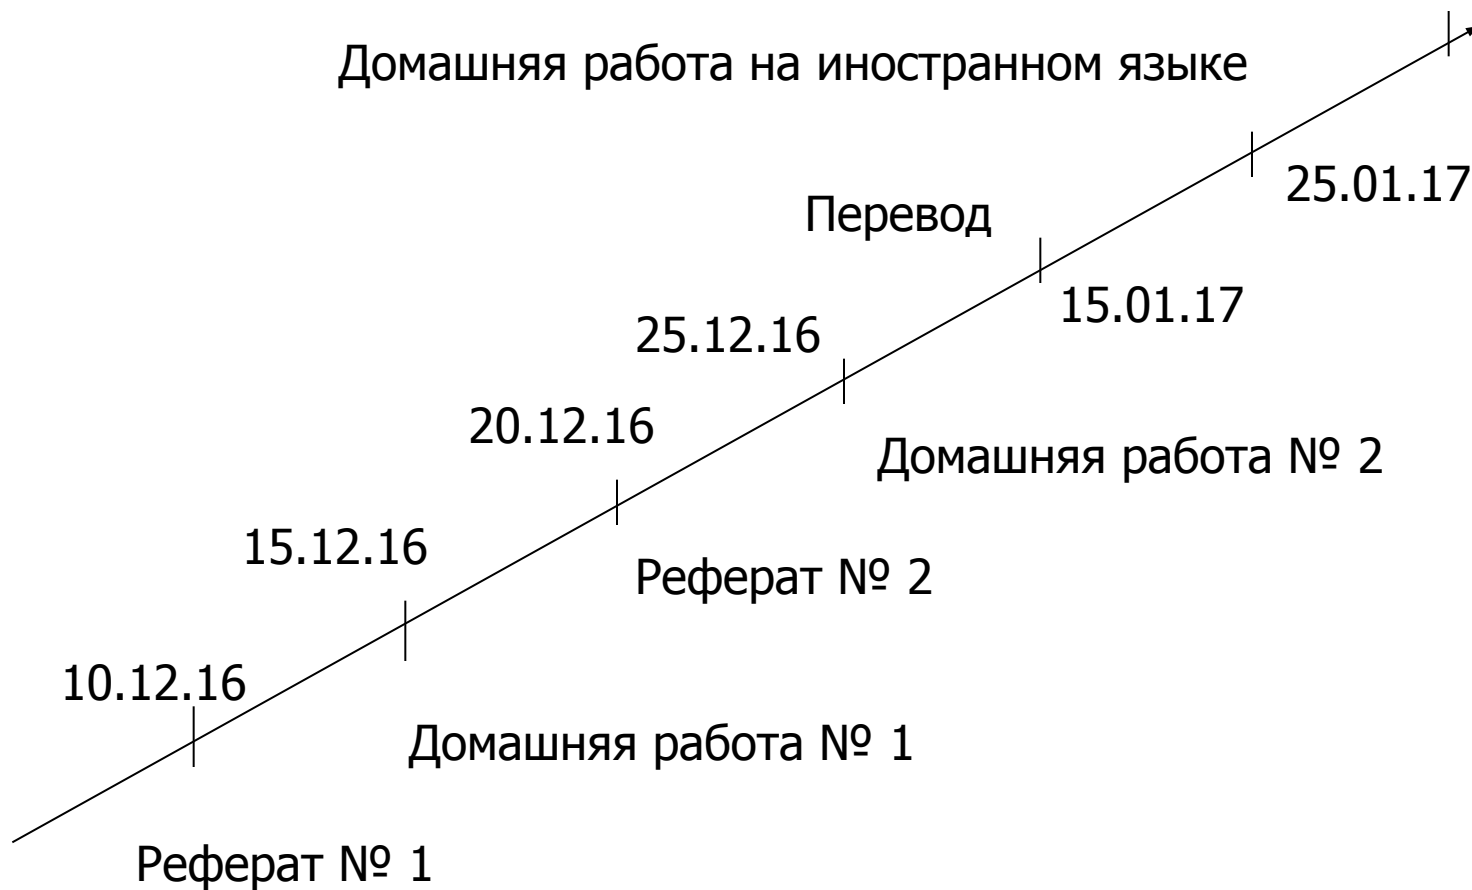 Домашняя работа на иностранном языке
25.01.17
Перевод
15.01.17
25.12.16
20.12.16
Домашняя работа № 2
15.12.16
Реферат № 2
10.12.16
Домашняя работа № 1
Реферат № 1